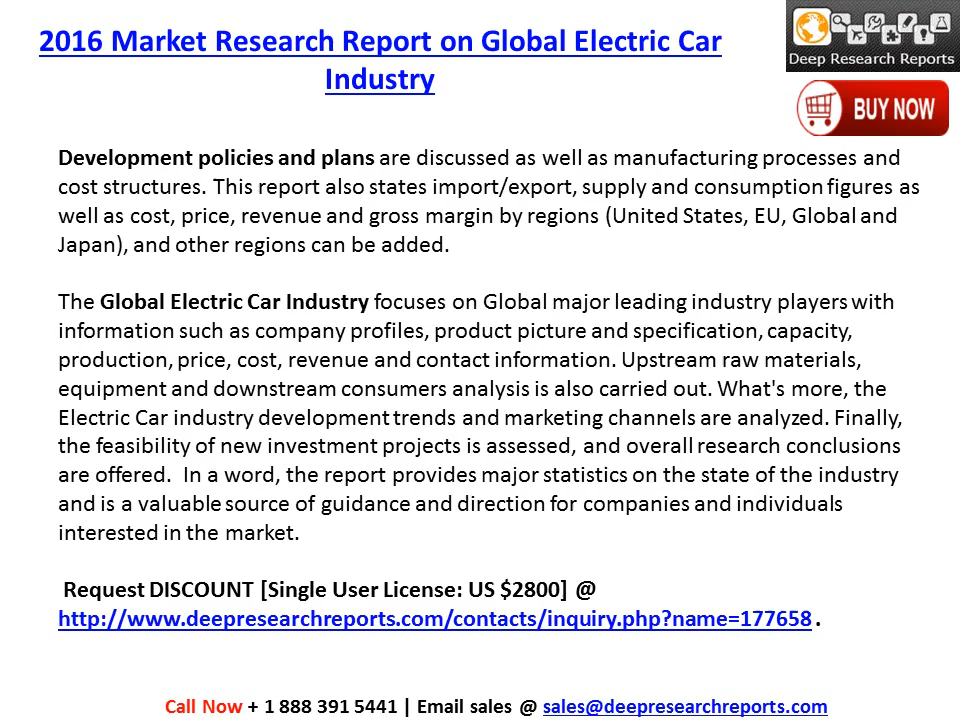 2016 Market Research Report on Global Electric Car
Industry
Deep Research Reports
BUY NOW
Development policies and plans are discussed as well as manufacturing processes and
cost structures. This report also states import/export, supply and consumption figures as
well as cost, price, revenue and gross margin by regions (United States, EU, Global and
Japan), and other regions can be added.
The Global Electric Car Industry focuses on Global major leading industry players with
information such as company profiles, product picture and specification, capacity,
production, price, cost, revenue and contact information. Upstream raw materials,
equipment and downstream consumers analysis is also carried out. What's more, the
Electric Car industry development trends and marketing channels are analyzed. Finally,
the feasibility of new investment projects is assessed, and overall research conclusions
are offered. In a word, the report provides major statistics on the state of the industry
and is a valuable source of guidance and direction for companies and individuals
interested in the market.
Request DISCOUNT [Single User License: US $2800] @
http://www.deepresearchreports.com/contacts/inquiry.php?name=177658 .
Call Now + 1 888 391 5441 | Email sales @ sales@deepresearchreports.com